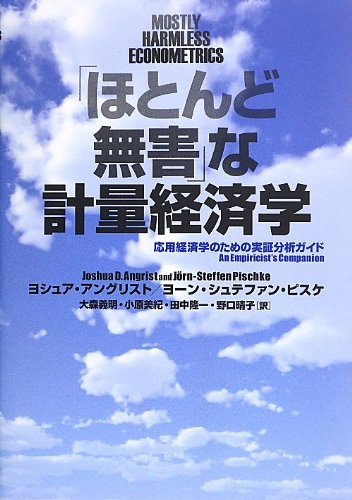 MOSTLY
HARMLESS
ECONOMETRICS
「ほとんど
無害」な
計量経済学
応用経済学のための実証分析ガイド
An Empiricist's Companion
Joshua D. Angrist and Jörn-Steffen Pischke
ヨシュア・アングリスト/ヨーン・シュテファン・ピスケ
大森義明・小原美紀・田中隆一・野口晴子[訳]